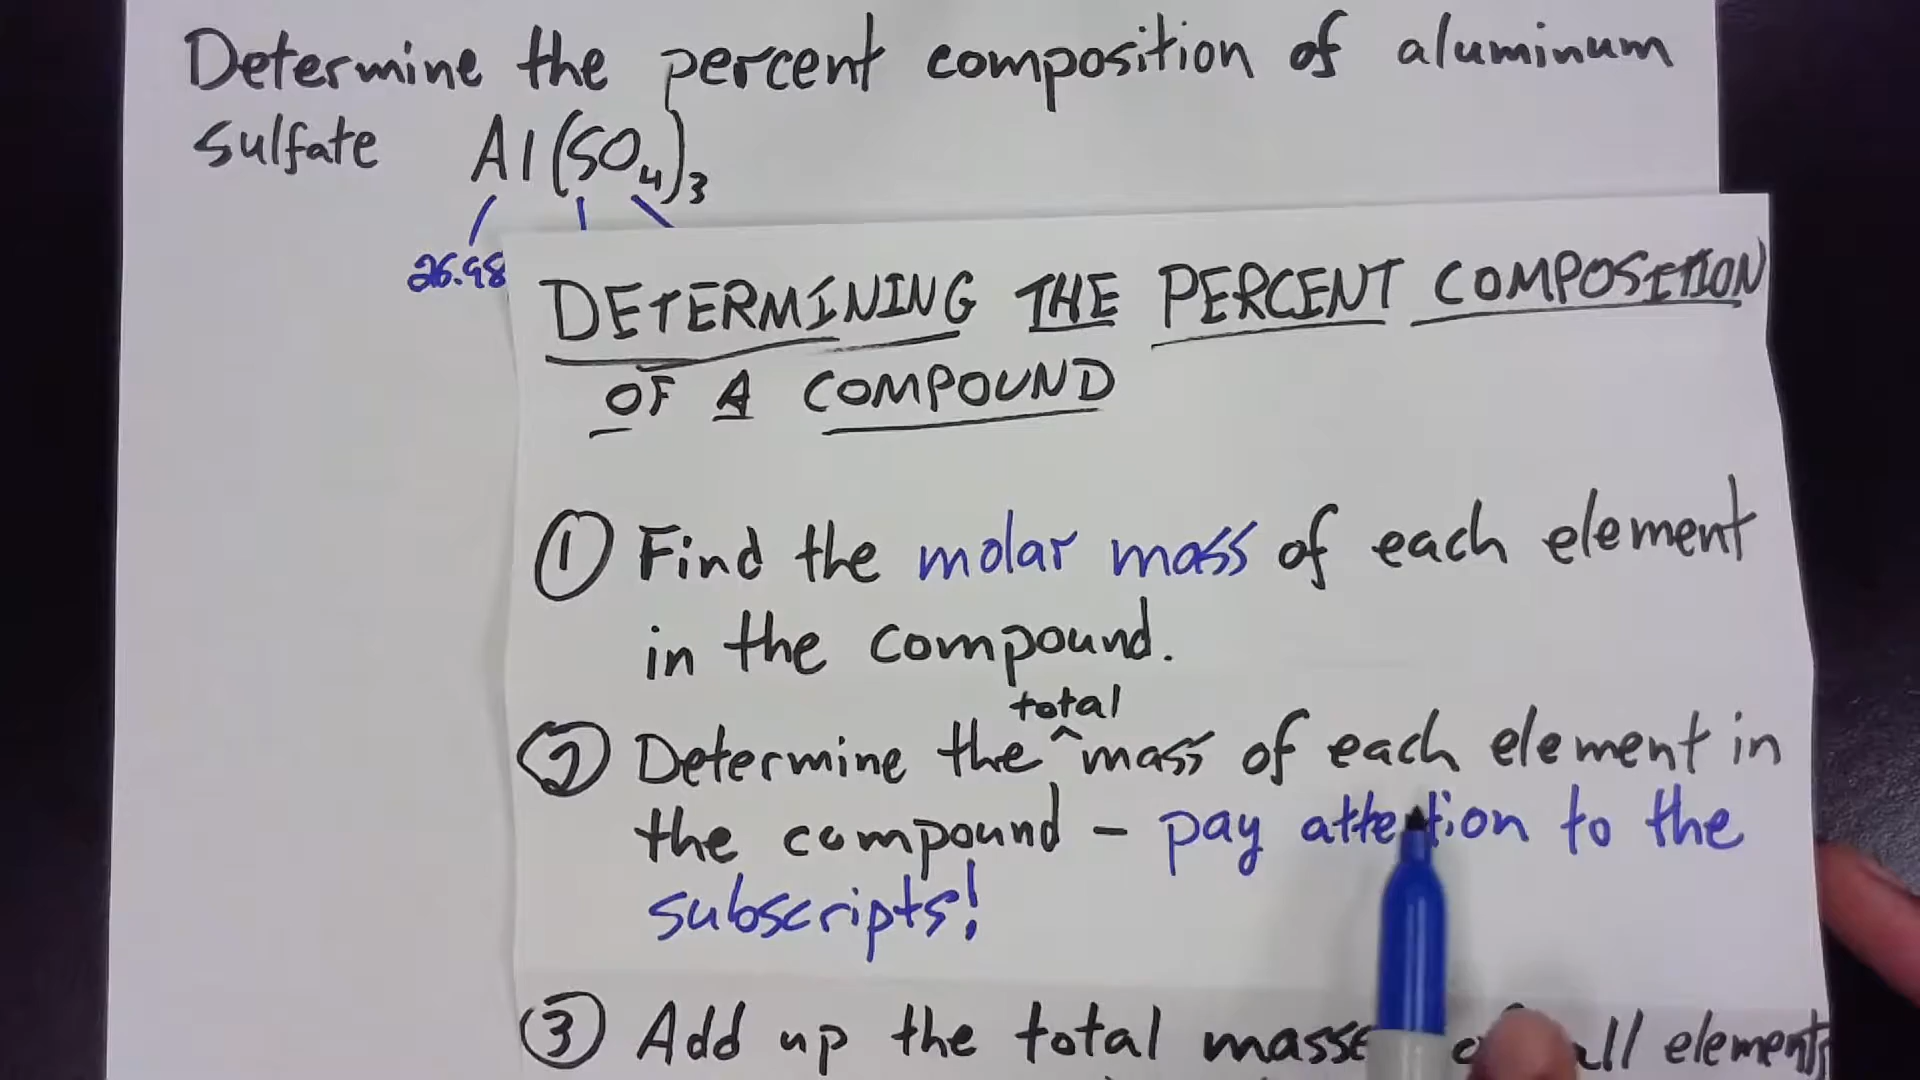 Determine the percent composition of aluminum
sulfate Al(SO₄)₃
26.98
DETERMINING THE PERCENT COMPOSITION
OF A COMPOUND
① Find the molar mass of each element
in the compound.
total
② Determine the ^ mass of each element in
the compound – pay attention to the
subscripts!
③ Add up the total masse all elements